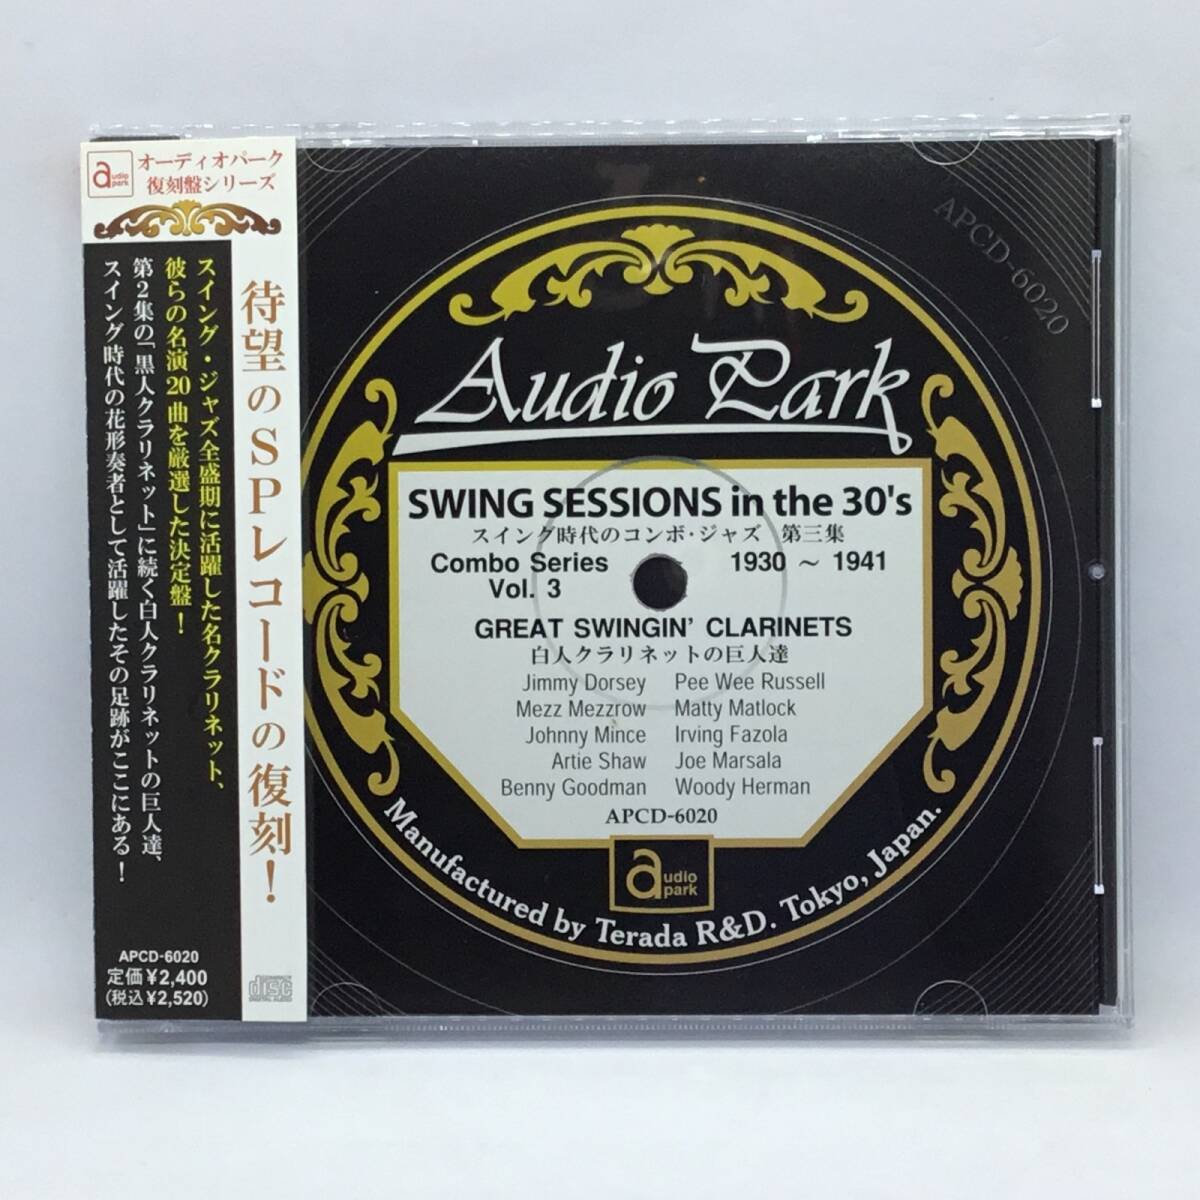 audio park
オーディオパーク
復刻盤シリーズ
待望のSPレコードの復刻！
スイング・ジャズ全盛期に活躍した名クラリネット、
彼らの名演20曲を厳選した決定盤！
第2集の「黒人クラリネット」に続く白人クラリネットの巨人達、
スイング時代の花形奏者として活躍したその足跡がここにある！
APCD-6020
定価¥2,400
(税込¥2,520)
COMPACT
disc
DIGITAL AUDIO
APCD-6020
Audio Park
SWING SESSIONS in the 30's
スイング時代のコンボ・ジャズ 第三集
Combo Series 1930 ～ 1941
Vol. 3
GREAT SWINGIN' CLARINETS
白人クラリネットの巨人達
Jimmy Dorsey Pee Wee Russell
Mezz Mezzrow Matty Matlock
Johnny Mince Irving Fazola
Artie Shaw Joe Marsala
Benny Goodman Woody Herman
APCD-6020
audio park
Manufactured by Terada R&D. Tokyo, Japan.